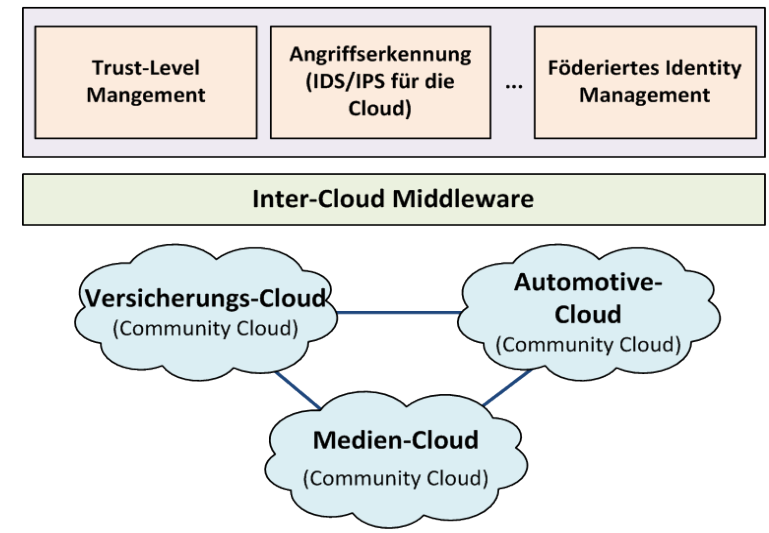 Trust-Level
Mangement
Angriffserkennung
(IDS/IPS für die
Cloud)
...
Föderiertes Identity
Management
Inter-Cloud Middleware
Versicherungs-Cloud
(Community Cloud)
Automotive-
Cloud
(Community Cloud)
Medien-Cloud
(Community Cloud)